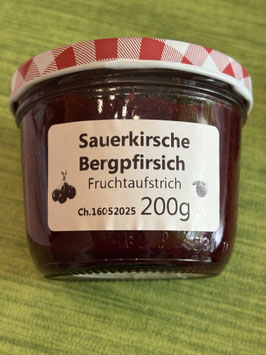 Sauerkirsche
Bergpfirsich
Fruchtaufstrich
Ch.16052025 200g